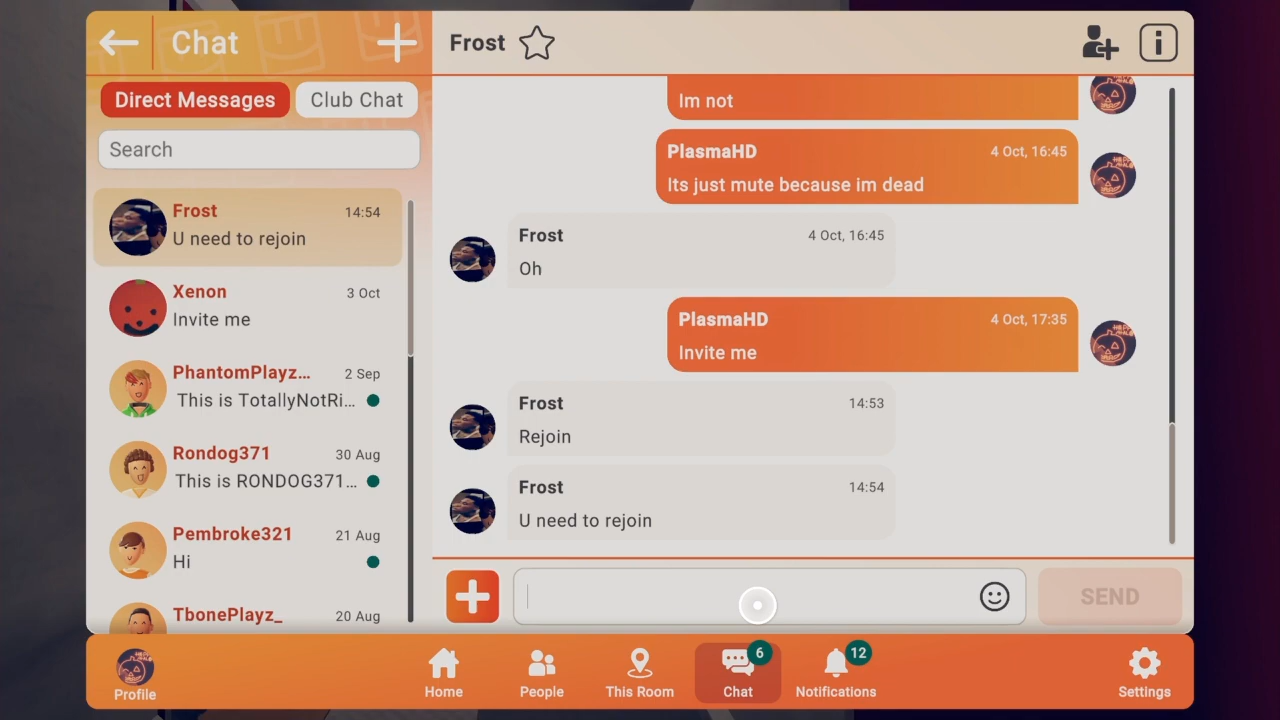 Chat
Direct Messages
Club Chat
Search
Frost
14:54
U need to rejoin
Xenon
3 Oct
Invite me
PhantomPlayz...
2 Sep
This is TotallyNotRi...
Rondog371
30 Aug
This is RONDOG371...
Pembroke321
21 Aug
Hi
TbonePlayz_
20 Aug
Frost
Im not
PlasmaHD
4 Oct, 16:45
Its just mute because im dead
Frost
4 Oct, 16:45
Oh
PlasmaHD
4 Oct, 17:35
Invite me
Frost
14:53
Rejoin
Frost
14:54
U need to rejoin
SEND
Profile
Home
People
This Room
6
Chat
12
Notifications
Settings